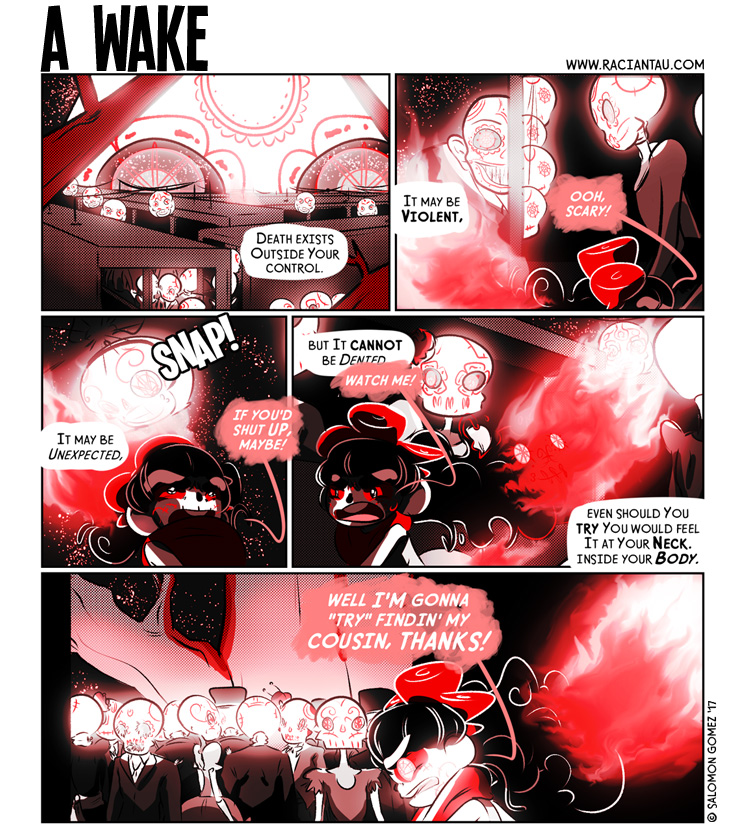 A WAKE
WWW.RACIANTAU.COM
DEATH EXISTS
OUTSIDE YOUR
CONTROL.
IT MAY BE
VIOLENT,
OOH,
SCARY!
SNAP!
IT MAY BE
UNEXPECTED,
IF YOU'D
SHUT UP,
MAYBE!
BUT IT CANNOT
BE DENIED
WATCH ME!
EVEN SHOULD YOU
TRY YOU WOULD FEEL
IT AT YOUR NECK.
INSIDE YOUR BODY.
WELL I'M GONNA
"TRY" FINDIN' MY
COUSIN, THANKS!
© SALOMON GOMEZ '17